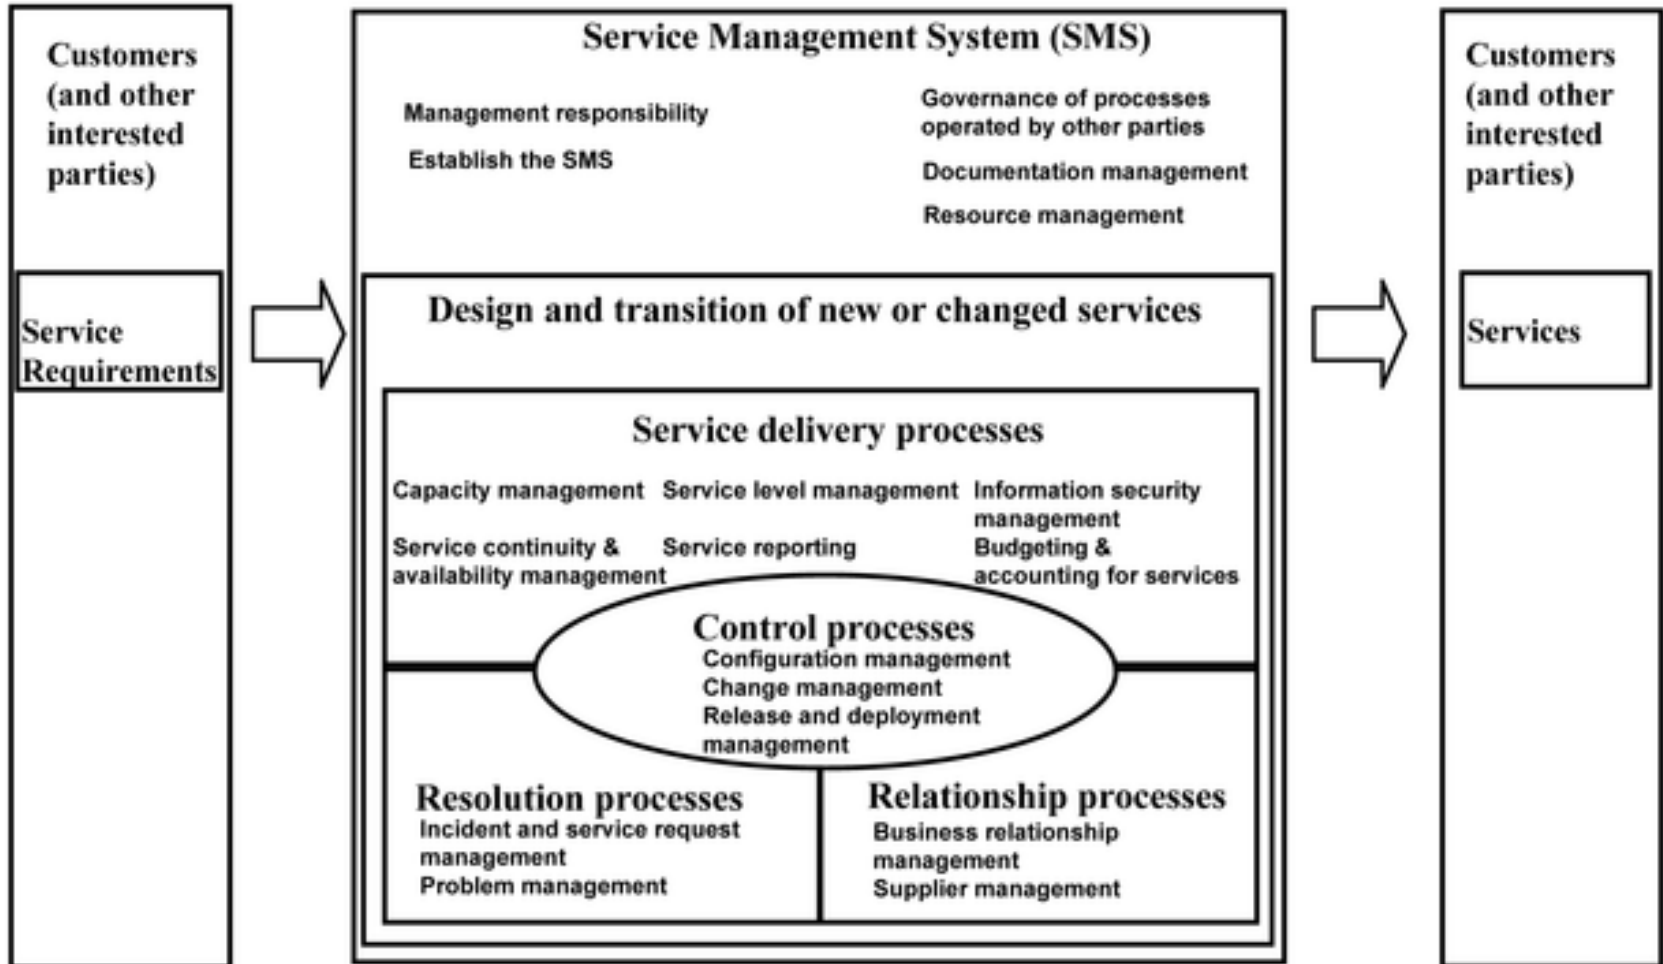 Customers
(and other
interested
parties)
Service
Requirements
Service Management System (SMS)
Management responsibility
Establish the SMS
Governance of processes
operated by other parties
Documentation management
Resource management
Design and transition of new or changed services
Service delivery processes
Capacity management
Service level management
Information security
management
Service continuity &
availability management
Service reporting
Budgeting &
accounting for services
Control processes
Configuration management
Change management
Release and deployment
management
Resolution processes
Incident and service request
management
Problem management
Relationship processes
Business relationship
management
Supplier management
Customers
(and other
interested
parties)
Services